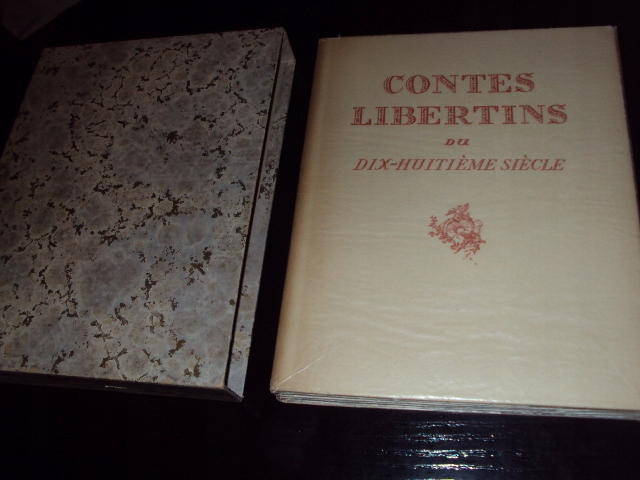 CONTES
LIBERTINS
DU
DIX-HUITIÈME SIÈCLE